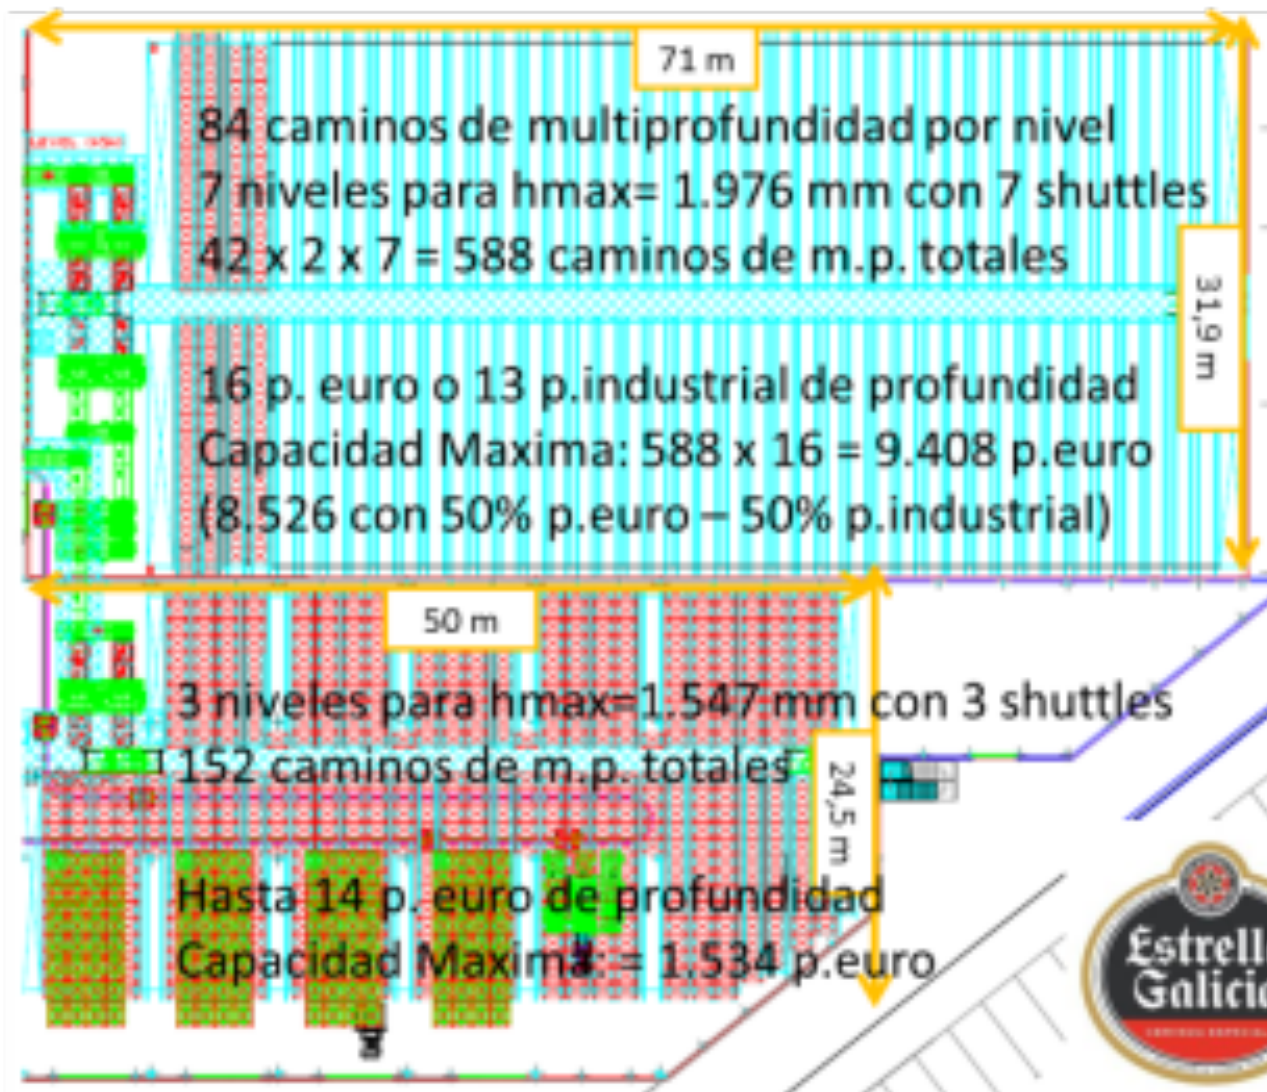 71 m
84 caminos de multiprofundidad por nivel
7 niveles para hmax= 1.976 mm con 7 shuttles
42 x 2 x 7 = 588 caminos de m.p. totales
31,9 m
16 p. euro o 13 p.industrial de profundidad
Capacidad Maxima: 588 x 16 = 9.408 p.euro
(8.526 con 50% p.euro – 50% p.industrial)
50 m
3 niveles para hmax=1.547 mm con 3 shuttles
152 caminos de m.p. totales
24,5 m
Hasta 14 p. euro de profundidad
Capacidad Maxima: = 1.534 p.euro
Estrell
Galici